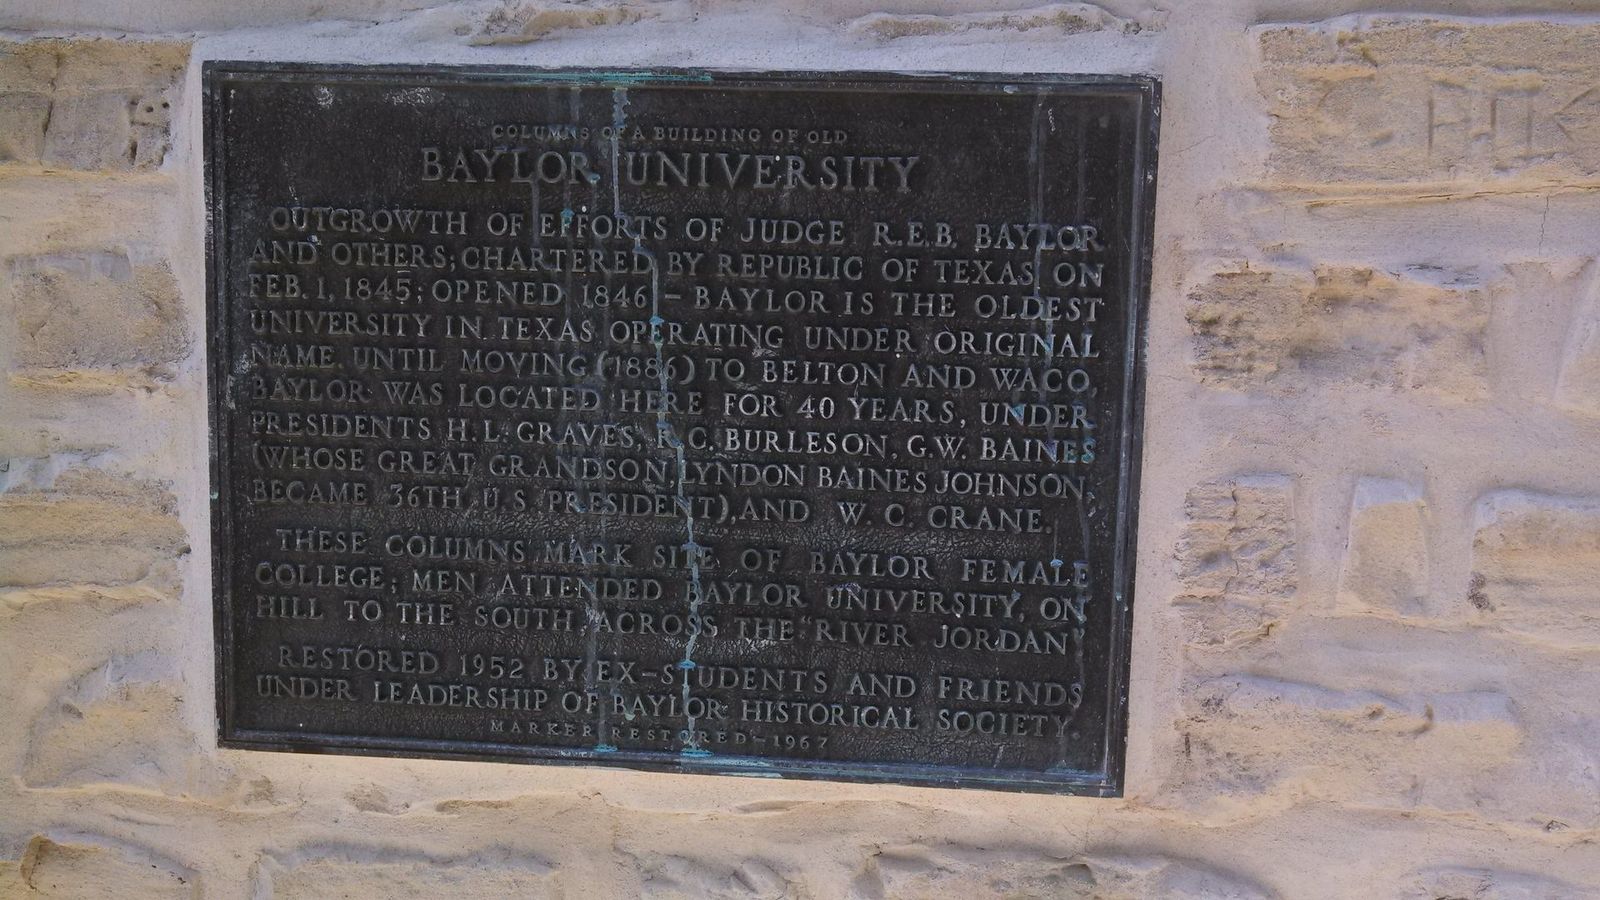 COLUMNS OF A BUILDING OF OLD
BAYLOR UNIVERSITY
OUTGROWTH OF EFFORTS OF JUDGE R.E.B. BAYLOR
AND OTHERS; CHARTERED BY REPUBLIC OF TEXAS ON
FEB. 1, 1845; OPENED 1846 – BAYLOR IS THE OLDEST
UNIVERSITY IN TEXAS OPERATING UNDER ORIGINAL
NAME. UNTIL MOVING (1886) TO BELTON AND WACO,
BAYLOR WAS LOCATED HERE FOR 40 YEARS, UNDER
PRESIDENTS H.L. GRAVES, R.C. BURLESON, G.W. BAINES
(WHOSE GREAT GRANDSON, LYNDON BAINES JOHNSON,
BECAME 36TH U.S. PRESIDENT), AND W. C. CRANE.
THESE COLUMNS MARK SITE OF BAYLOR FEMALE
COLLEGE; MEN ATTENDED BAYLOR UNIVERSITY, ON
HILL TO THE SOUTH, ACROSS THE "RIVER JORDAN"
RESTORED 1952 BY EX-STUDENTS AND FRIENDS
UNDER LEADERSHIP OF BAYLOR HISTORICAL SOCIETY.
MARKER RESTORED – 1967